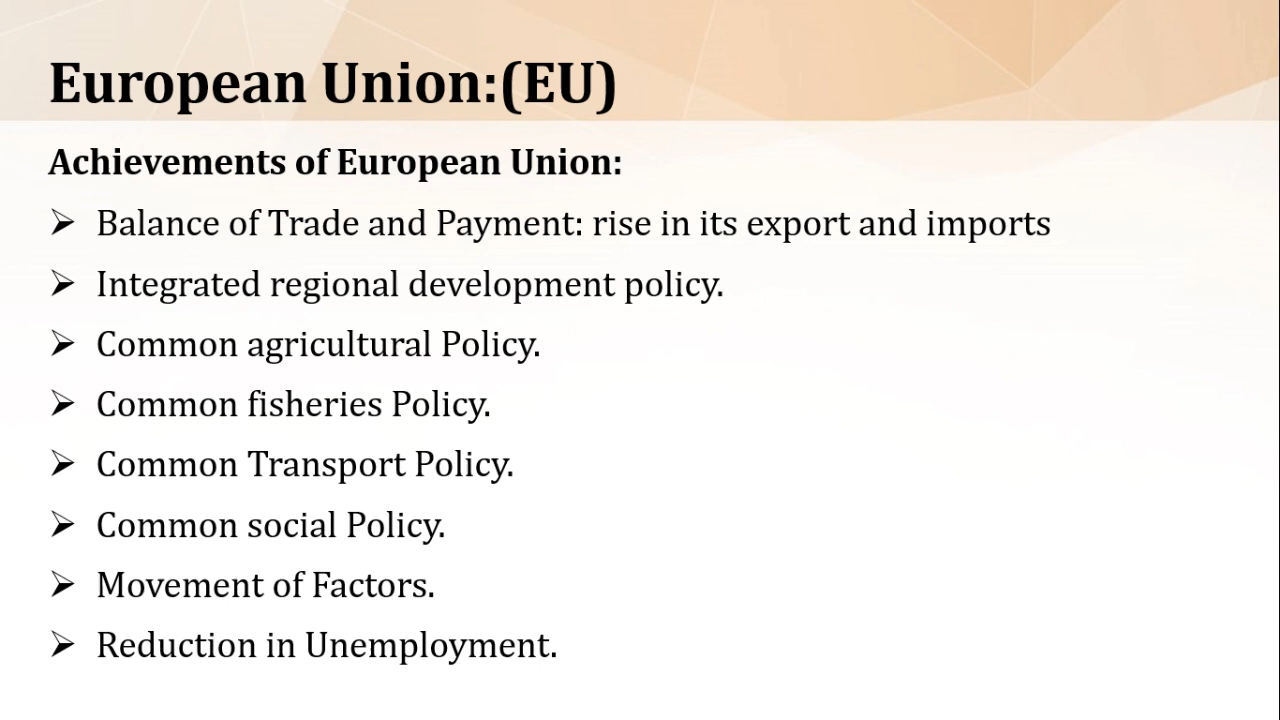 European Union:(EU)
Achievements of European Union:
➢ Balance of Trade and Payment: rise in its export and imports
➢ Integrated regional development policy.
➢ Common agricultural Policy.
➢ Common fisheries Policy.
➢ Common Transport Policy.
➢ Common social Policy.
➢ Movement of Factors.
➢ Reduction in Unemployment.